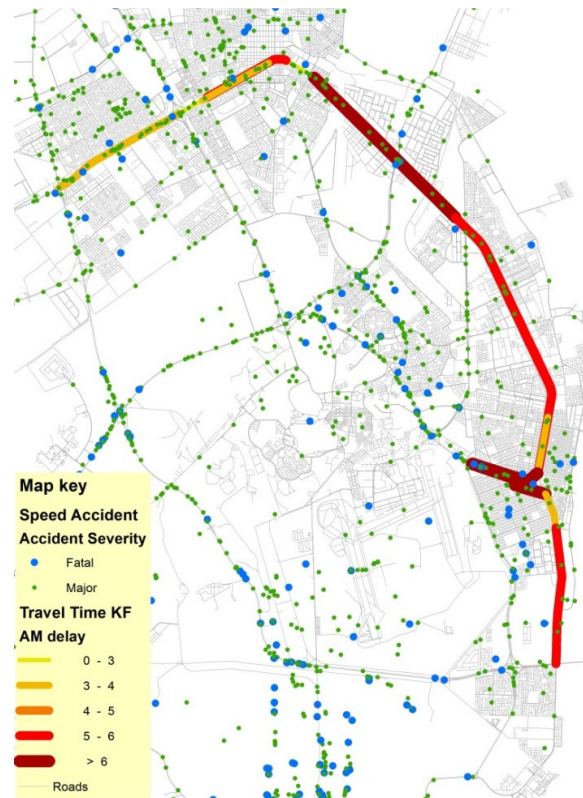 Map key
Speed Accident
Accident Severity
Fatal
Major
Travel Time KF
AM delay
0 - 3
3 - 4
4 - 5
5 - 6
> 6
Roads